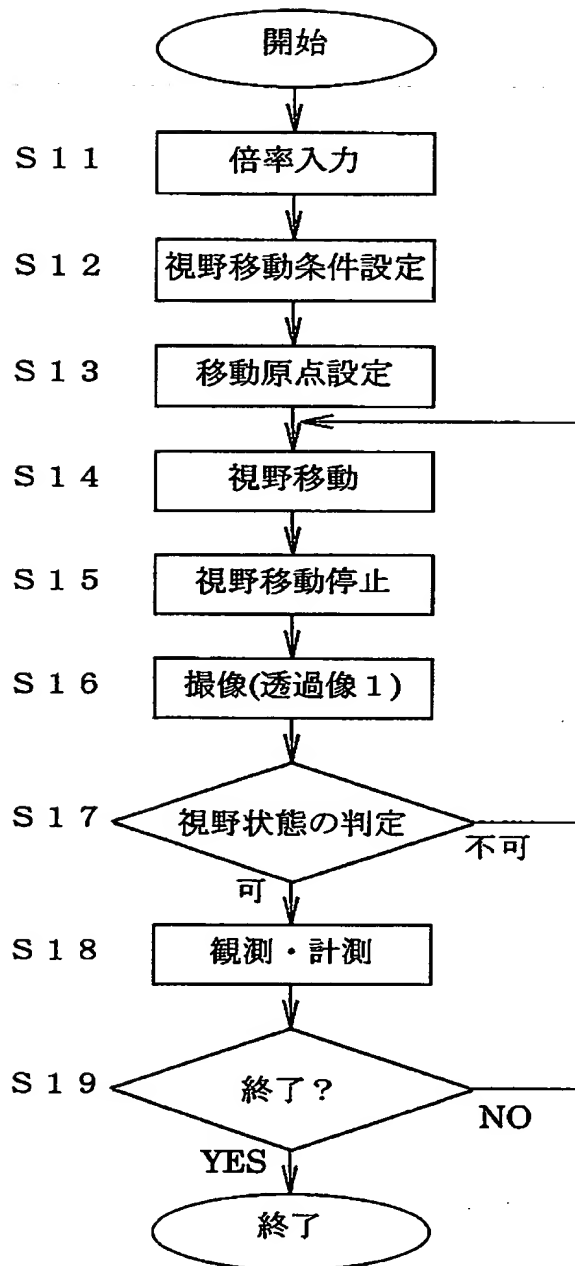 開始
S11 倍率入力
S12 視野移動条件設定
S13 移動原点設定
S14 視野移動
S15 視野移動停止
S16 撮像(透過像1)
S17 視野状態の判定
不可
可
S18 観測・計測
S19 終了?
NO
YES
終了